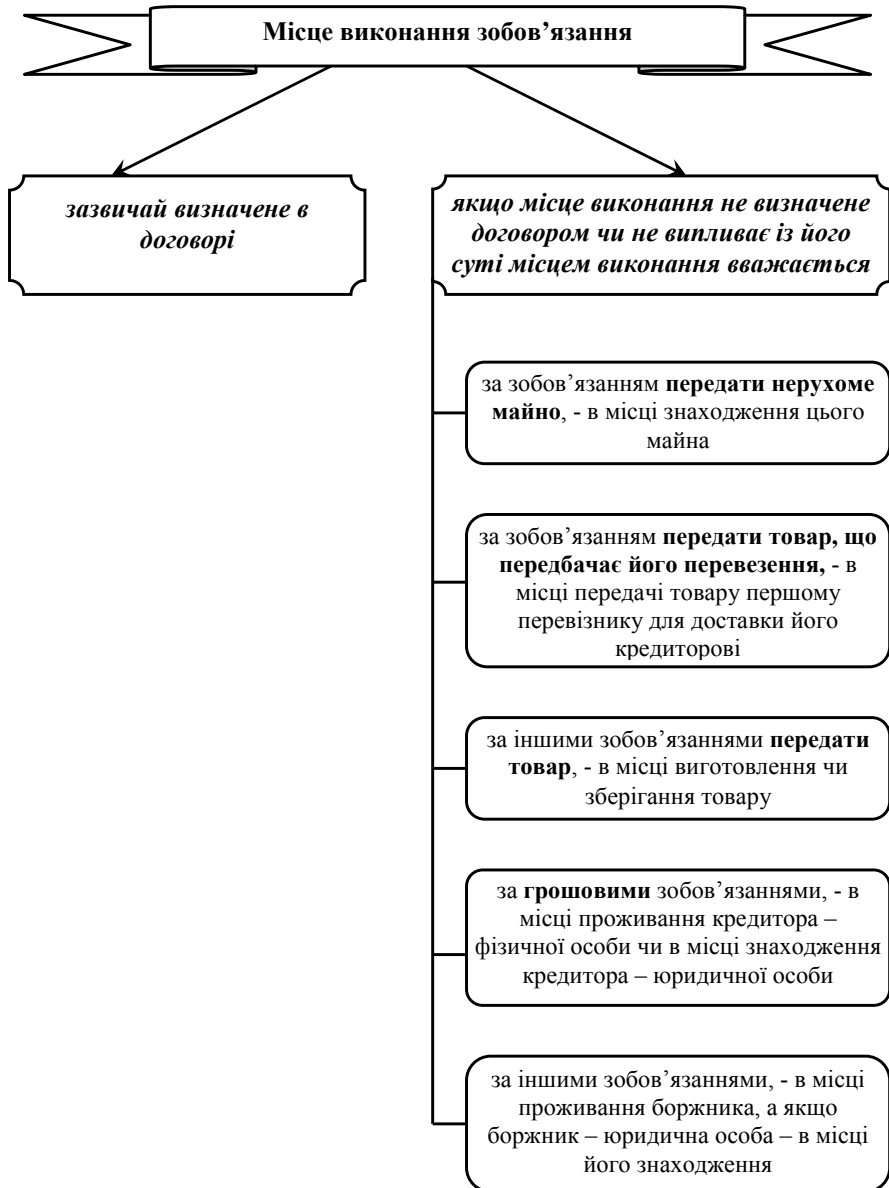 Місце виконання зобов’язання
зазвичай визначене в
договорі
якщо місце виконання не визначене
договором чи не випливає із його
суті місцем виконання вважається
за зобов’язанням передати нерухоме
майно, - в місці знаходження цього
майна
за зобов’язанням передати товар, що
передбачає його перевезення, - в
місці передачі товару першому
перевізнику для доставки його
кредиторові
за іншими зобов’язаннями передати
товар, - в місці виготовлення чи
зберігання товару
за грошовими зобов’язаннями, - в
місці проживання кредитора –
фізичної особи чи в місці знаходження
кредитора – юридичної особи
за іншими зобов’язаннями, - в місці
проживання боржника, а якщо
боржник – юридична особа – в місці
його знаходження